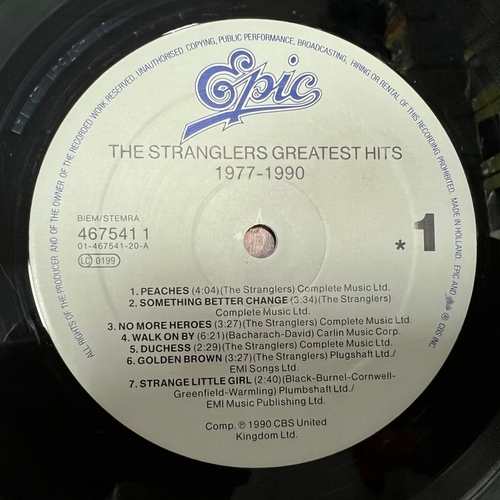 ALL RIGHTS OF THE PRODUCER AND OF THE OWNER OF THE RECORDED WORK RESERVED. UNAUTHORISED COPYING, PUBLIC PERFORMANCE, BROADCASTING, HIRING OR RENTAL OF THIS RECORDING PROHIBITED. MADE IN HOLLAND. EPIC AND ® CBS INC
Epic
THE STRANGLERS GREATEST HITS
1977-1990
BIEM/STEMRA
467541 1
01-467541-20-A
LC 0199
*1
1. PEACHES (4:04)(The Stranglers) Complete Music Ltd.
2. SOMETHING BETTER CHANGE (3.34)(The Stranglers)
Complete Music Ltd.
3. NO MORE HEROES (3:27)(The Stranglers) Complete Music Ltd.
4. WALK ON BY (6:21)(Bacharach-David) Carlin Music Corp.
5. DUCHESS (2:29)(The Stranglers) Complete Music Ltd.
6. GOLDEN BROWN (3:27)(The Stranglers) Plugshaft Ltd./
EMI Songs Ltd.
7. STRANGE LITTLE GIRL (2:40)(Black-Burnel-Cornwell-
Greenfield-Warmling) Plumbshaft Ltd./
EMI Music Publishing Ltd.
Comp. ℗ 1990 CBS United
Kingdom Ltd.